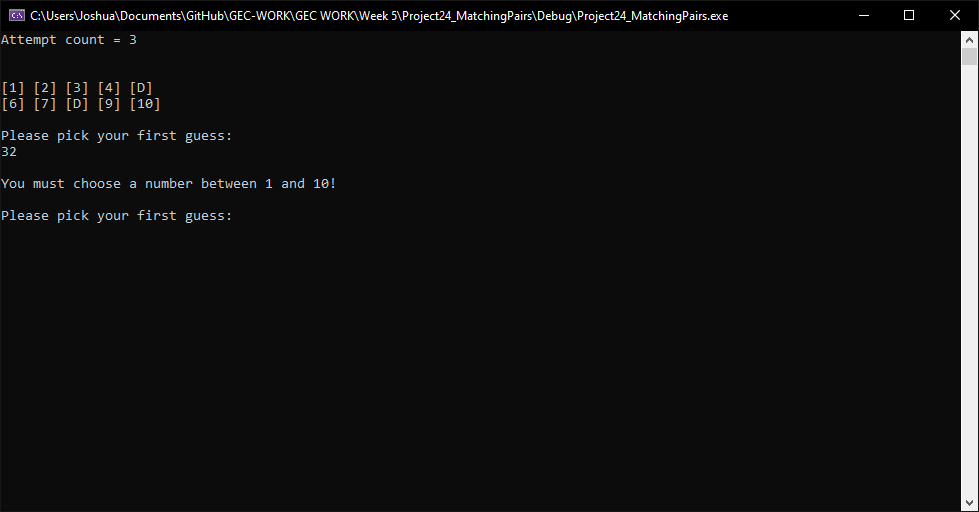 C:\Users\Joshua\Documents\GitHub\GEC-WORK\GEC WORK\Week 5\Project24_MatchingPairs\Debug\Project24_MatchingPairs.exe
Attempt count = 3
[1] [2] [3] [4] [D]
[6] [7] [D] [9] [10]
Please pick your first guess:
32
You must choose a number between 1 and 10!
Please pick your first guess: